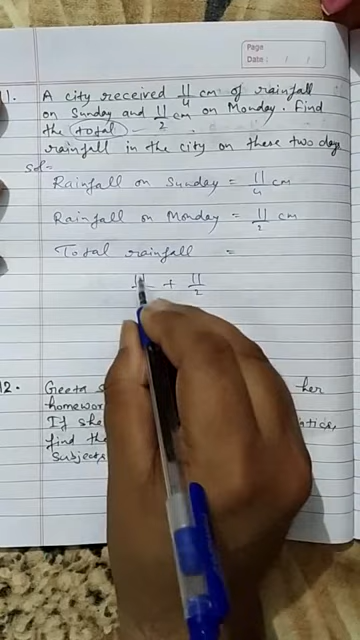 Page
Date : / /
11. A city received 11/4 cm of rainfall
on Sunday and 11/2 cm on Monday. Find
the total
rainfall in the city on these two days
Sol=
Rainfall on Sunday = 11/4 cm
Rainfall on Monday = 11/2 cm
Total rainfall =
+ 11/2
12. Geeta her
homewor
If she
find the
subjects